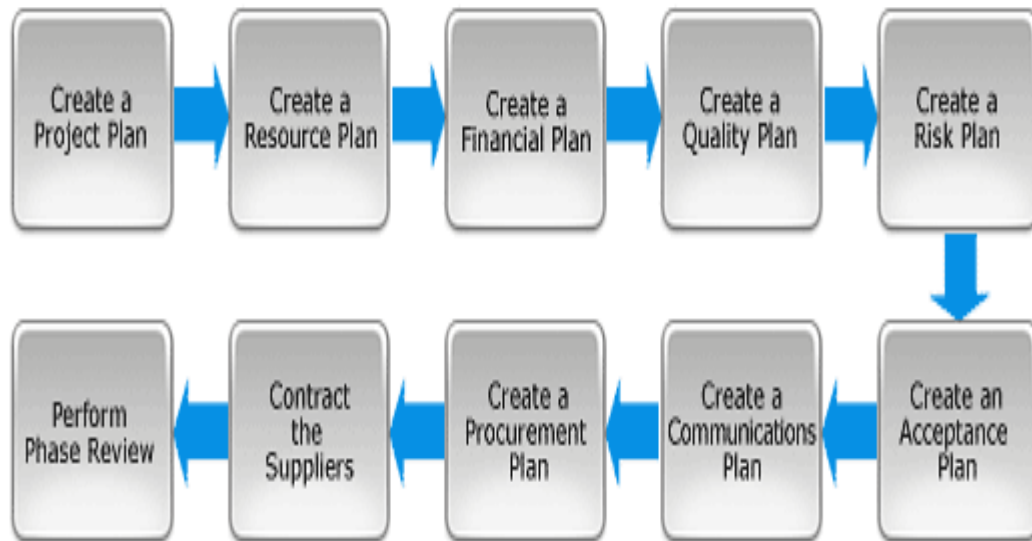 Create a
Project Plan
Create a
Resource Plan
Create a
Financial Plan
Create a
Quality Plan
Create a
Risk Plan
Create an
Acceptance
Plan
Create a
Communications
Plan
Create a
Procurement
Plan
Contract
the
Suppliers
Perform
Phase Review